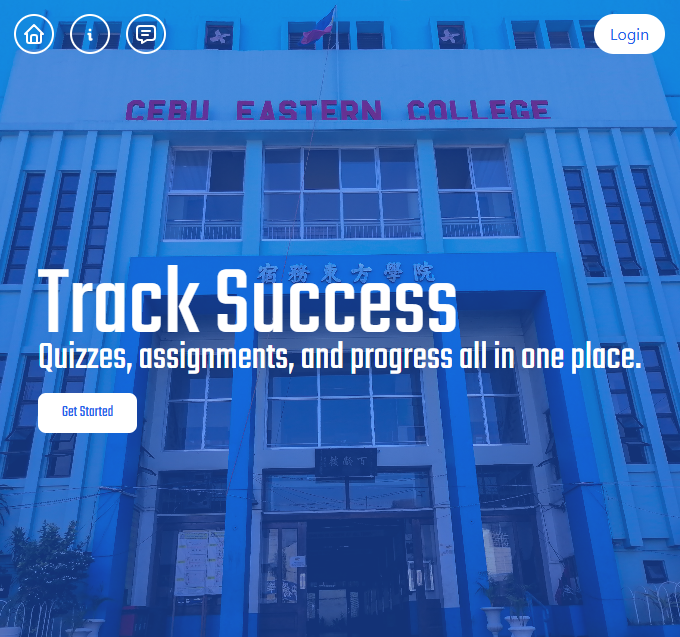 Login
CEBU EASTERN COLLEGE
宿務東方學院
Track Success
Quizzes, assignments, and progress all in one place.
Get Started